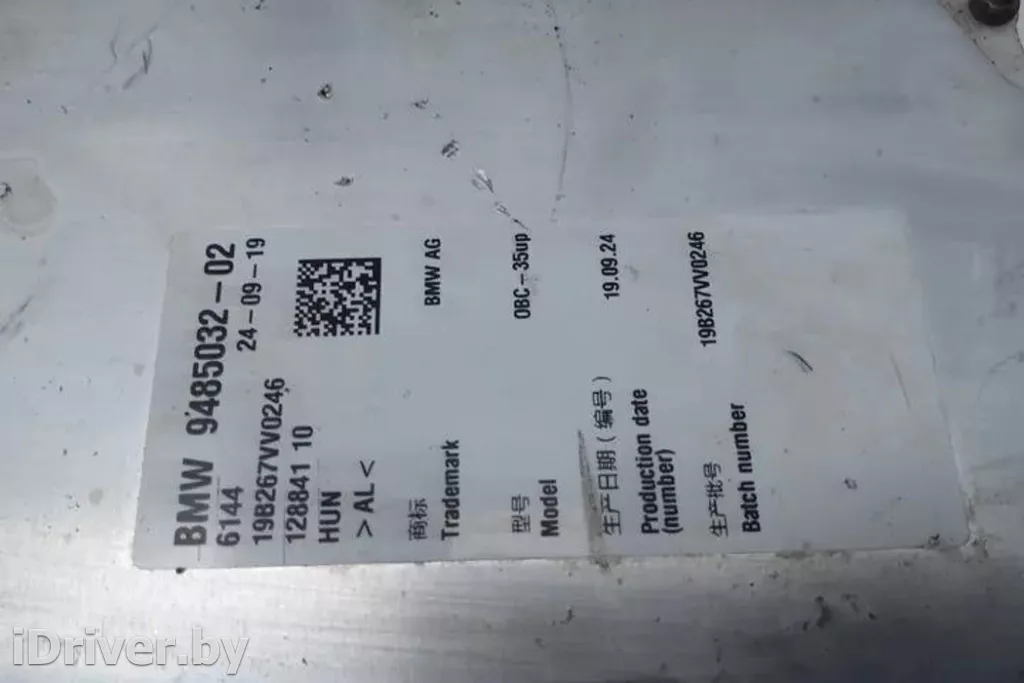 BMW 9485032-02
6144 24-09-19
19B267VV0246
128841 10
HUN
>AL<
商标
Trademark BMW AG
型号
Model OBC-35up
生产日期(编号)
Production date 19.09.24
(number)
生产批号 19B267VV0246
Batch number
iDriver.by